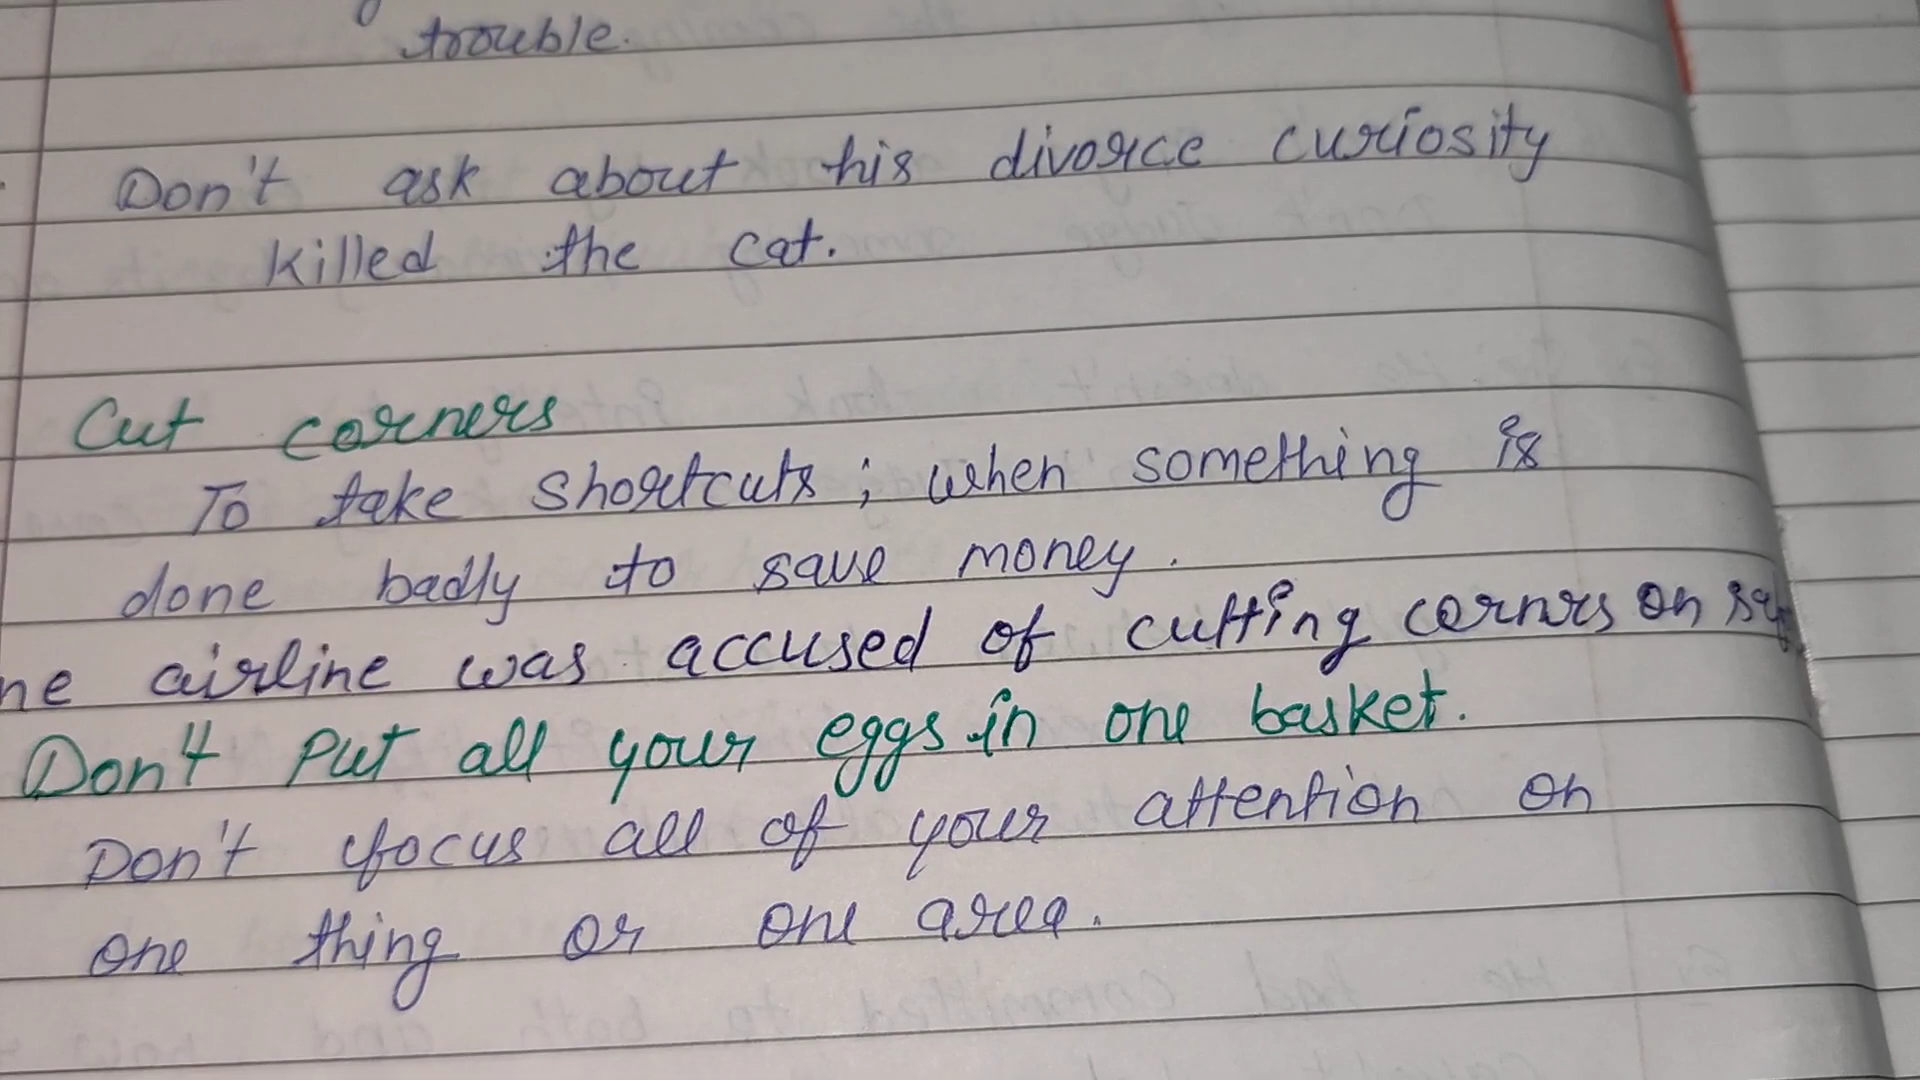 trouble.
Don't ask about his divorce curiosity
killed the cat.
Cut corners
To take shortcuts; when something is
done badly to save money.
airline was accused of cutting corners on
Don't Put all your eggs in one basket.
Don't focus all of your attention on
one thing or one area.